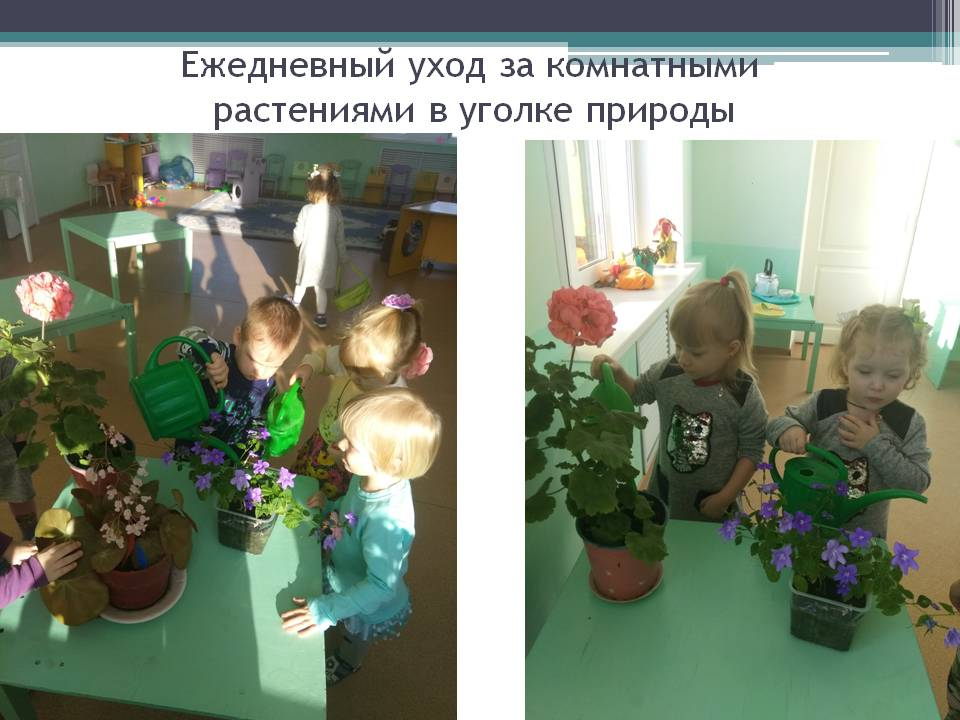 Ежедневный уход за комнатными
растениями в уголке природы